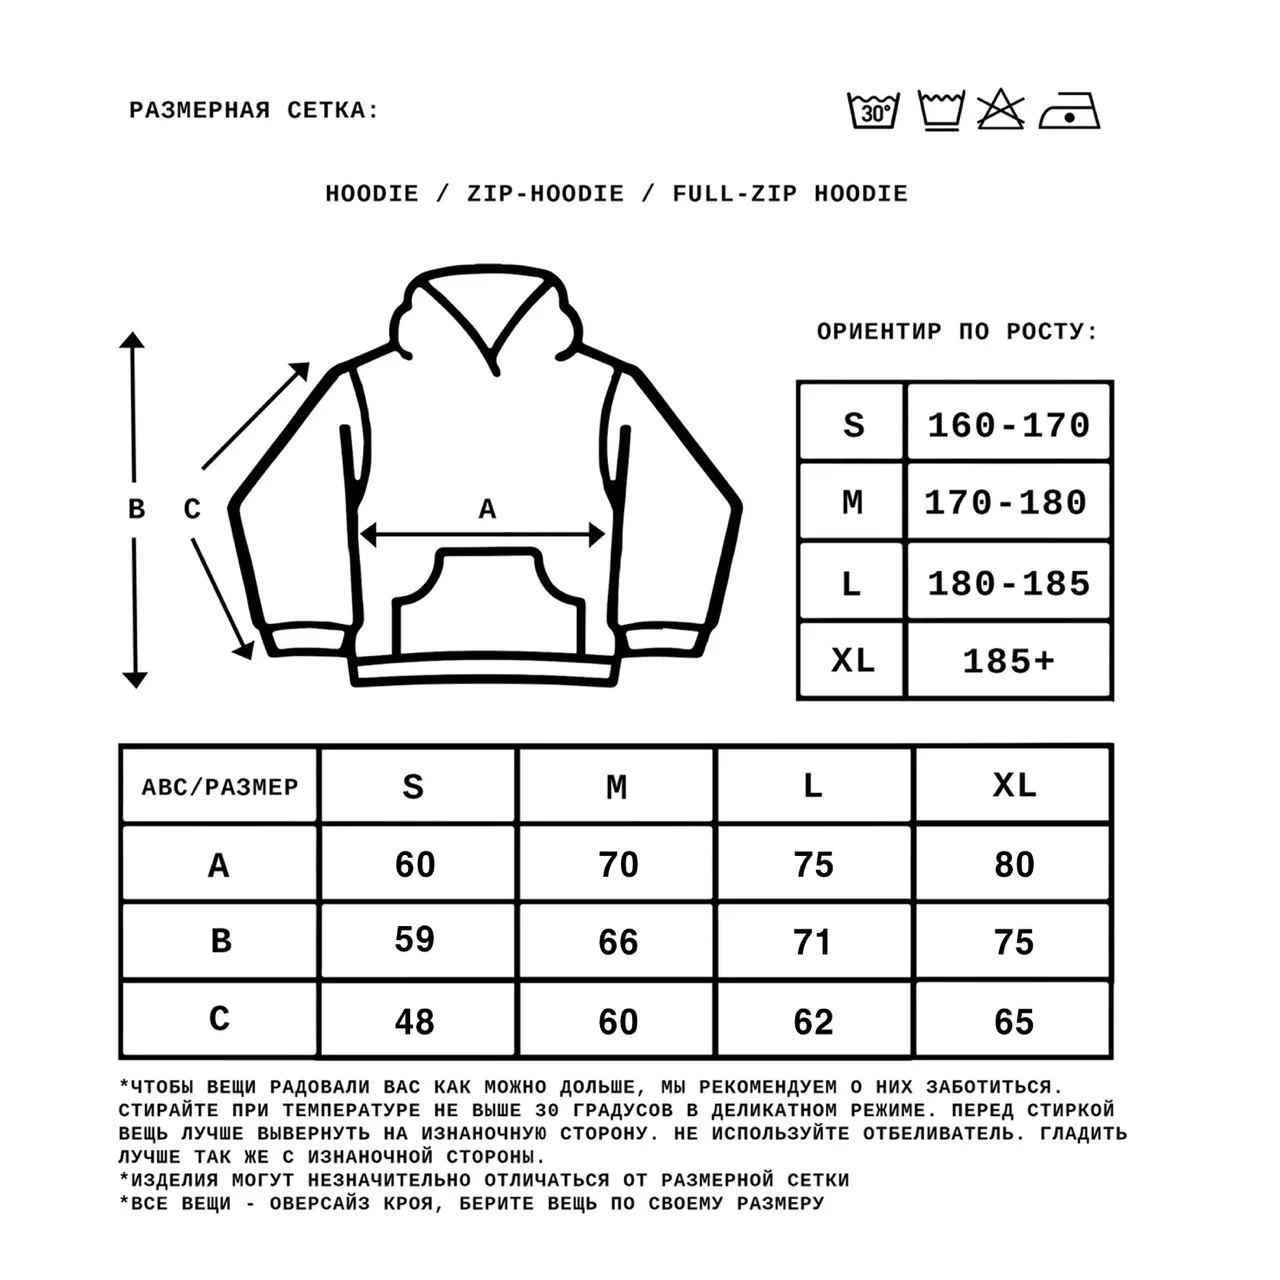 РАЗМЕРНАЯ СЕТКА:
30°
HOODIE / ZIP-HOODIE / FULL-ZIP HOODIE
ОРИЕНТИР ПО РОСТУ:
S 160-170
M 170-180
L 180-185
XL 185+
B C A
ABC/РАЗМЕР S M L XL
A 60 70 75 80
B 59 66 71 75
C 48 60 62 65
*ЧТОБЫ ВЕЩИ РАДОВАЛИ ВАС КАК МОЖНО ДОЛЬШЕ, МЫ РЕКОМЕНДУЕМ О НИХ ЗАБОТИТЬСЯ.
СТИРАЙТЕ ПРИ ТЕМПЕРАТУРЕ НЕ ВЫШЕ 30 ГРАДУСОВ В ДЕЛИКАТНОМ РЕЖИМЕ. ПЕРЕД СТИРКОЙ
ВЕЩЬ ЛУЧШЕ ВЫВЕРНУТЬ НА ИЗНАНОЧНУЮ СТОРОНУ. НЕ ИСПОЛЬЗУЙТЕ ОТБЕЛИВАТЕЛЬ. ГЛАДИТЬ
ЛУЧШЕ ТАК ЖЕ С ИЗНАНОЧНОЙ СТОРОНЫ.
*ИЗДЕЛИЯ МОГУТ НЕЗНАЧИТЕЛЬНО ОТЛИЧАТЬСЯ ОТ РАЗМЕРНОЙ СЕТКИ
*ВСЕ ВЕЩИ - ОВЕРСАЙЗ КРОЯ, БЕРИТЕ ВЕЩЬ ПО СВОЕМУ РАЗМЕРУ